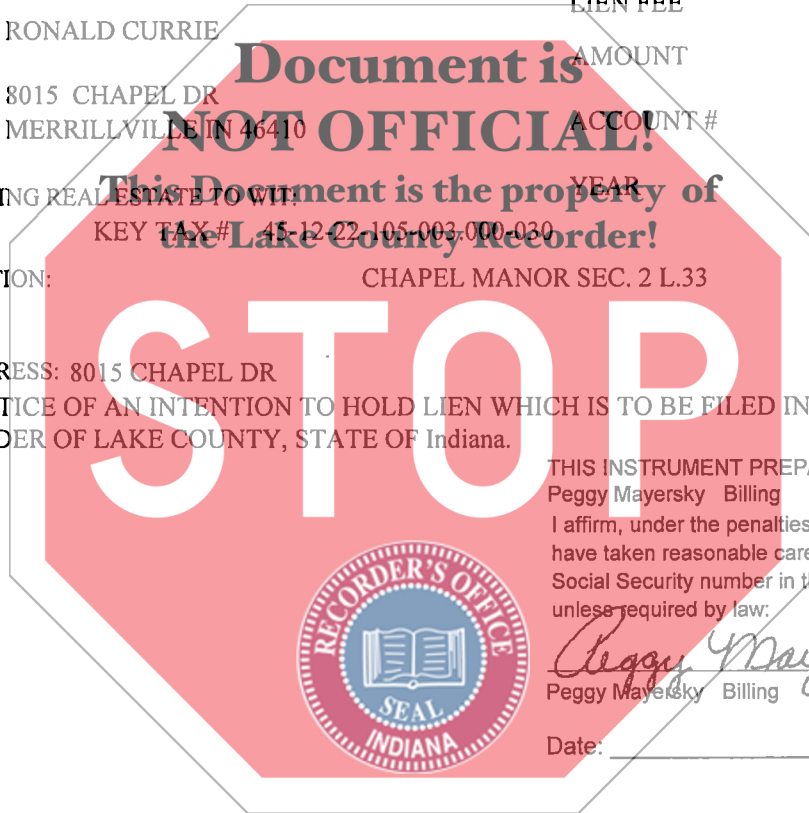 LIEN FEE
RONALD CURRIE
Document is
AMOUNT
8015 CHAPEL DR
NOT OFFICIAL!
MERRILLVILLE IN 46410
ACCOUNT #
This Document is the property of
NG REAL ESTATE TO WIT:
YEAR
the Lake County Recorder!
KEY TAX # 45-12-22-105-003.000-030
TION:
CHAPEL MANOR SEC. 2 L.33
STOP
RESS: 8015 CHAPEL DR
TICE OF AN INTENTION TO HOLD LIEN WHICH IS TO BE FILED IN
DER OF LAKE COUNTY, STATE OF Indiana.
THIS INSTRUMENT PREPA
Peggy Mayersky Billing
I affirm, under the penalties
have taken reasonable care
Social Security number in t
unless required by law:
RECORDER'S OFFICE
SEAL
INDIANA
Peggy May
Peggy Mayersky Billing
Date: